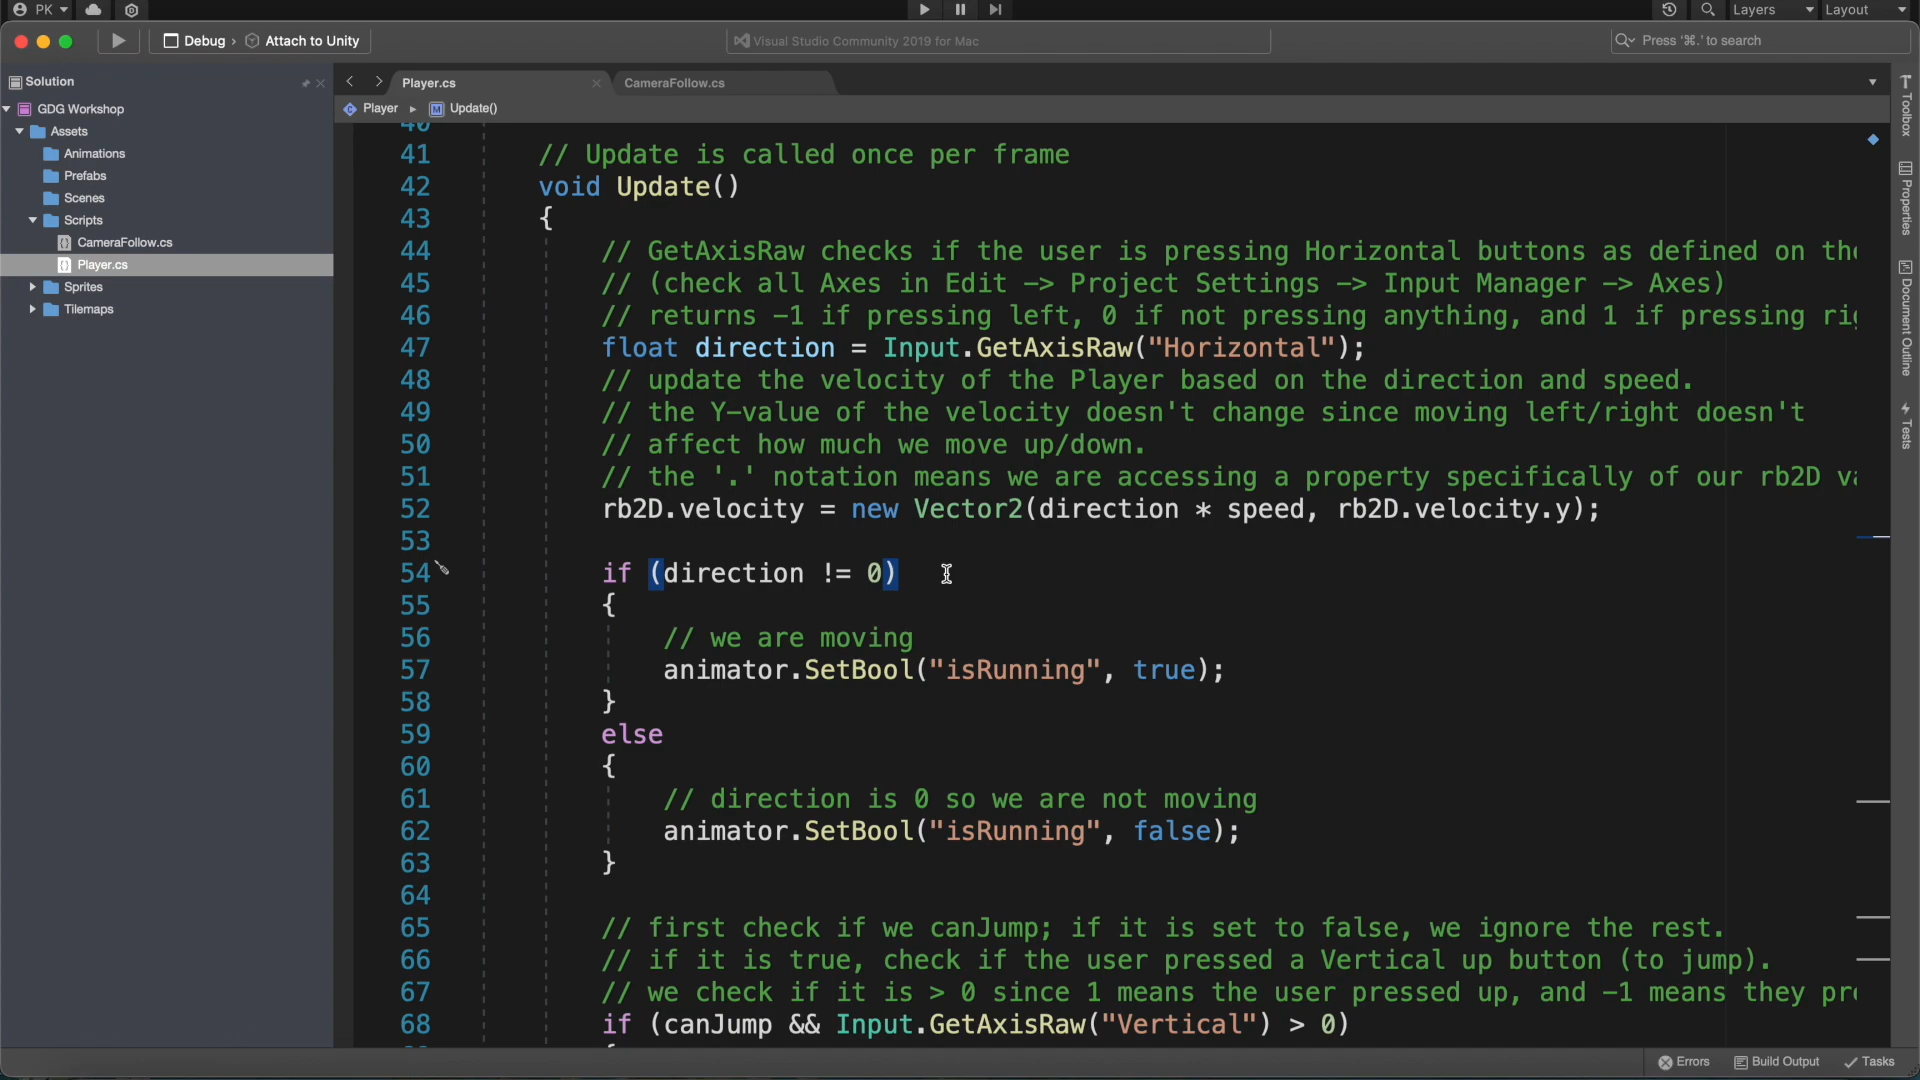 PK
Layers
Layout
Debug › Attach to Unity
Visual Studio Community 2019 for Mac
Press '⌘.' to search
Solution
GDG Workshop
Assets
Animations
Prefabs
Scenes
Scripts
CameraFollow.cs
Player.cs
Sprites
Tilemaps
Player.cs
CameraFollow.cs
Player ▸ Update()
40
41 // Update is called once per frame
42 void Update()
43 {
44 // GetAxisRaw checks if the user is pressing Horizontal buttons as defined on the
45 // (check all Axes in Edit -> Project Settings -> Input Manager -> Axes)
46 // returns -1 if pressing left, 0 if not pressing anything, and 1 if pressing rig
47 float direction = Input.GetAxisRaw("Horizontal");
48 // update the velocity of the Player based on the direction and speed.
49 // the Y-value of the velocity doesn't change since moving left/right doesn't
50 // affect how much we move up/down.
51 // the '.' notation means we are accessing a property specifically of our rb2D va
52 rb2D.velocity = new Vector2(direction * speed, rb2D.velocity.y);
53
54 if (direction != 0)
55 {
56 // we are moving
57 animator.SetBool("isRunning", true);
58 }
59 else
60 {
61 // direction is 0 so we are not moving
62 animator.SetBool("isRunning", false);
63 }
64
65 // first check if we canJump; if it is set to false, we ignore the rest.
66 // if it is true, check if the user pressed a Vertical up button (to jump).
67 // we check if it is > 0 since 1 means the user pressed up, and -1 means they pre
68 if (canJump && Input.GetAxisRaw("Vertical") > 0)
Toolbox
Properties
Document Outline
Tests
Errors
Build Output
Tasks